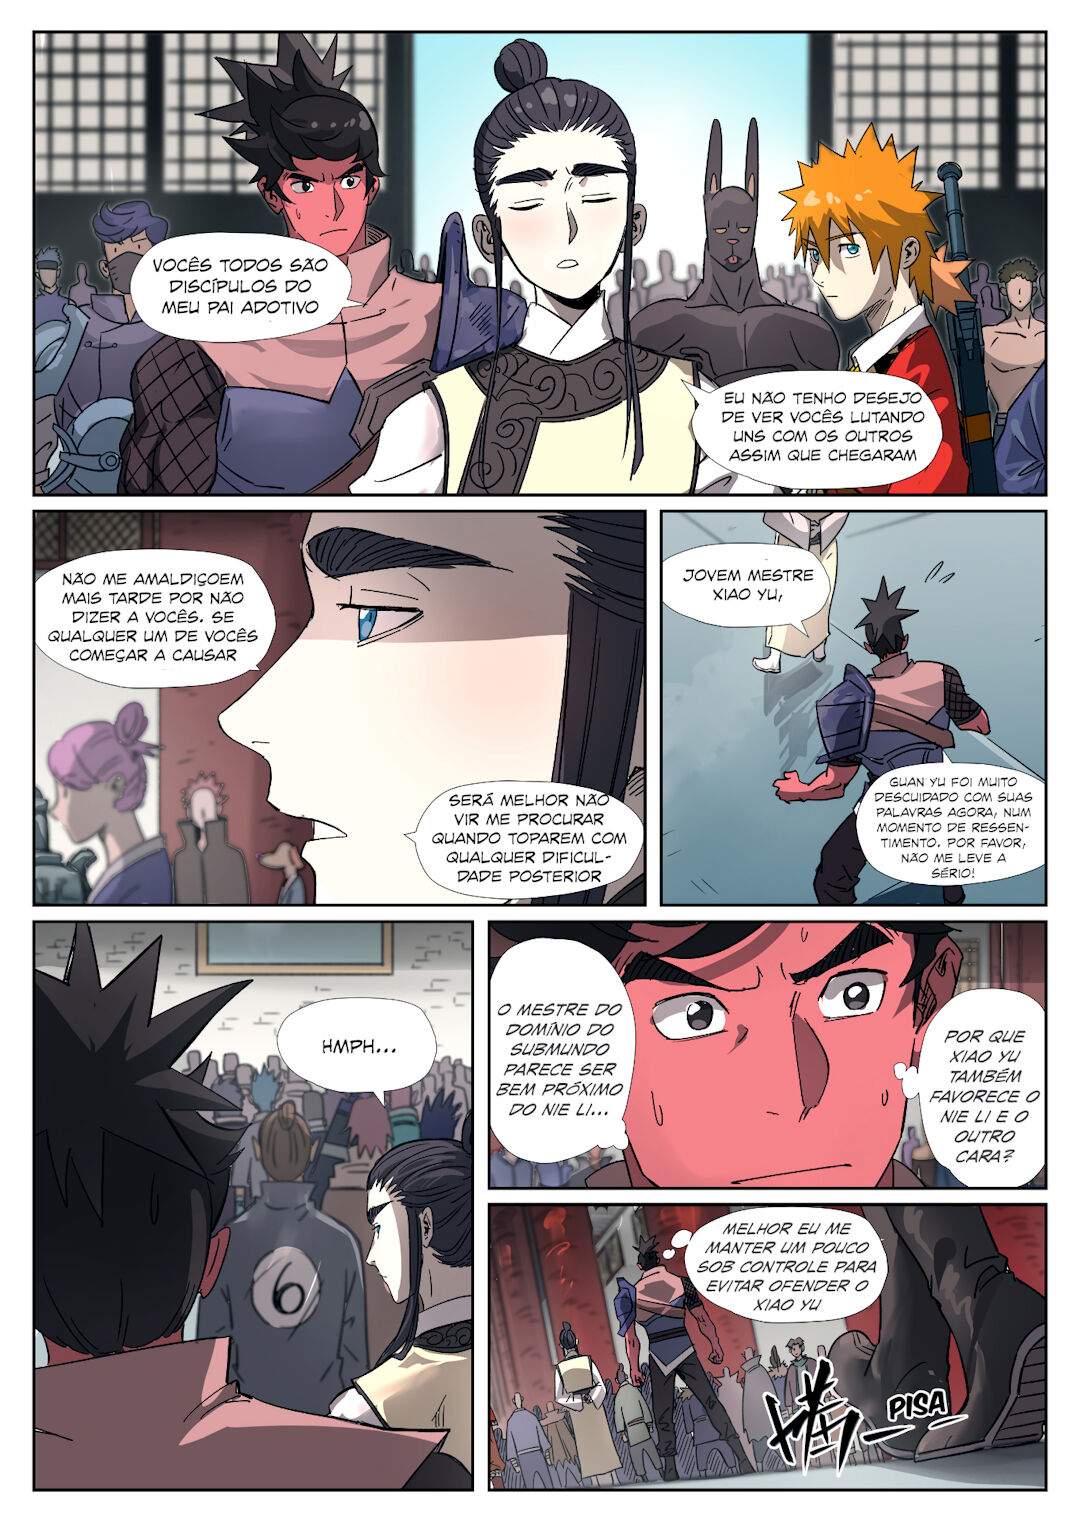 VOCÊS TODOS SÃO
DISCÍPULOS DO
MEU PAI ADOTIVO
EU NÃO TENHO DESEJO
DE VER VOCÊS LUTANDO
UNS COM OS OUTROS
ASSIM QUE CHEGARAM
NÃO ME AMALDIÇOEM
MAIS TARDE POR NÃO
DIZER A VOCÊS. SE
QUALQUER UM DE VOCÊS
COMEÇAR A CAUSAR
SERÁ MELHOR NÃO
VIR ME PROCURAR
QUANDO TOPAREM COM
QUALQUER DIFICUL-
DADE POSTERIOR
JOVEM MESTRE
XIAO YU,
GUAN YU FOI MUITO
DESCUIDADO COM SUAS
PALAVRAS AGORA, NUM
MOMENTO DE RESSEN-
TIMENTO. POR FAVOR,
NÃO ME LEVE A
SÉRIO!
HMPH...
6
O MESTRE DO
DOMÍNIO DO
SUBMUNDO
PARECE SER
BEM PRÓXIMO
DO NIE LI...
POR QUE
XIAO YU
TAMBÉM
FAVORECE O
NIE LI E O
OUTRO
CARA?
MELHOR EU ME
MANTER UM POUCO
SOB CONTROLE PARA
EVITAR OFENDER O
XIAO YU
PISA